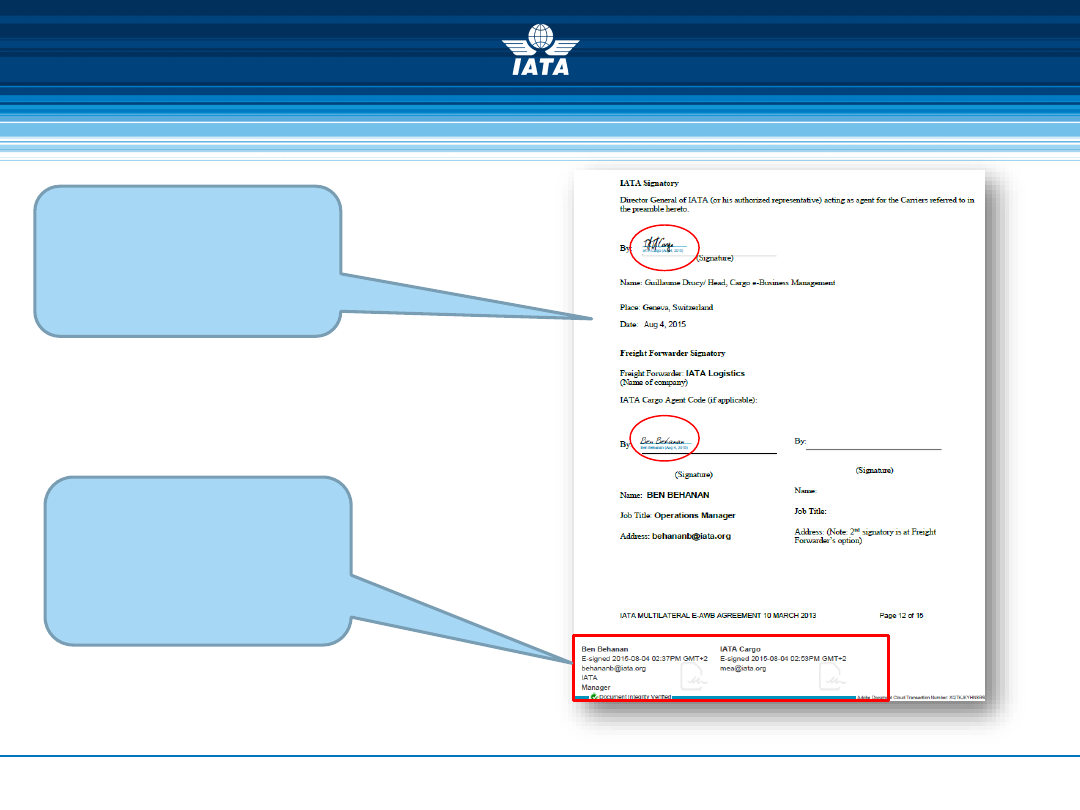 IATA
IATA Signatory
Director General of IATA (or his authorized representative) acting as agent for the Carriers referred to in
the preamble hereto.
By:
(Signature)
Name: Guillaume Drucy/ Head, Cargo e-Business Management
Place: Geneva, Switzerland
Date: Aug 4, 2015
Freight Forwarder Signatory
Freight Forwarder: IATA Logistics
(Name of company)
IATA Cargo Agent Code (if applicable):
By: Ben Behanan
Ben Behanan (Aug 4, 2015)
(Signature)
Name: BEN BEHANAN
Job Title: Operations Manager
Address: behananb@iata.org
By:
(Signature)
Name:
Job Title:
Address: (Note: 2nd signatory is at Freight
Forwarder's option)
IATA MULTILATERAL E-AWB AGREEMENT 10 MARCH 2013 Page 12 of 15
Ben Behanan
E-signed 2015-08-04 02:37PM GMT+2
behananb@iata.org
IATA
Manager
IATA Cargo
E-signed 2015-08-04 02:53PM GMT+2
mea@iata.org
Document Integrity Verified
Cloud Transaction Number: